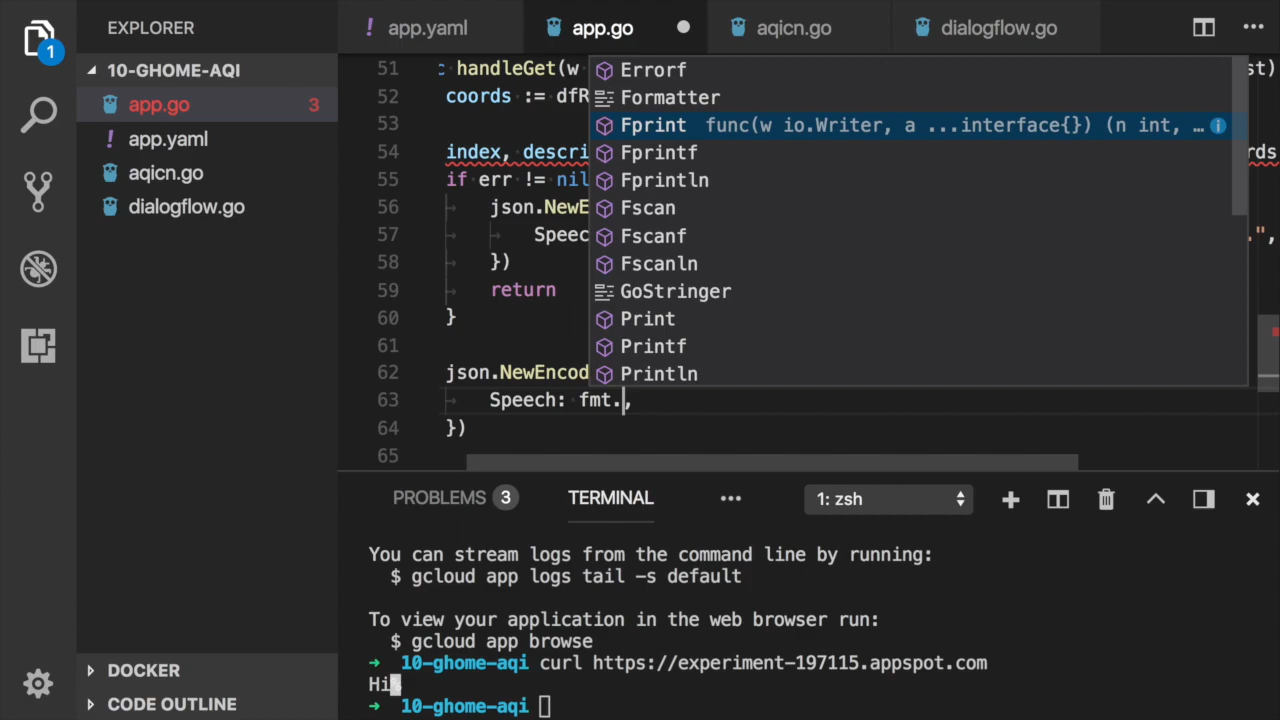 EXPLORER
! app.yaml
app.go
aqicn.go
dialogflow.go
1
10-GHOME-AQI
app.go 3
! app.yaml
aqicn.go
dialogflow.go
DOCKER
CODE OUTLINE
51 c handleGet(w st)
52 coords := dfR
53
54 index, descri ords
55 if err != nil
56 json.NewE
57 Speec .",
58 })
59 return
60 }
61
62 json.NewEncod
63 Speech: fmt.,
64 })
65
Errorf
Formatter
Fprint func(w io.Writer, a ...interface{}) (n int, …
Fprintf
Fprintln
Fscan
Fscanf
Fscanln
GoStringer
Print
Printf
Println
PROBLEMS 3 TERMINAL ••• 1: zsh
You can stream logs from the command line by running:
$ gcloud app logs tail -s default
To view your application in the web browser run:
$ gcloud app browse
➜ 10-ghome-aqi curl https://experiment-197115.appspot.com
Hi%
➜ 10-ghome-aqi